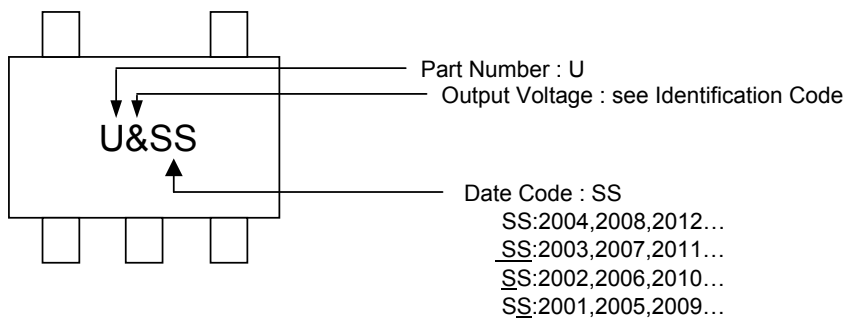 Part Number : U
Output Voltage : see Identification Code
U&SS
Date Code : SS
SS:2004,2008,2012…
SS:2003,2007,2011…
SS:2002,2006,2010…
SS:2001,2005,2009…